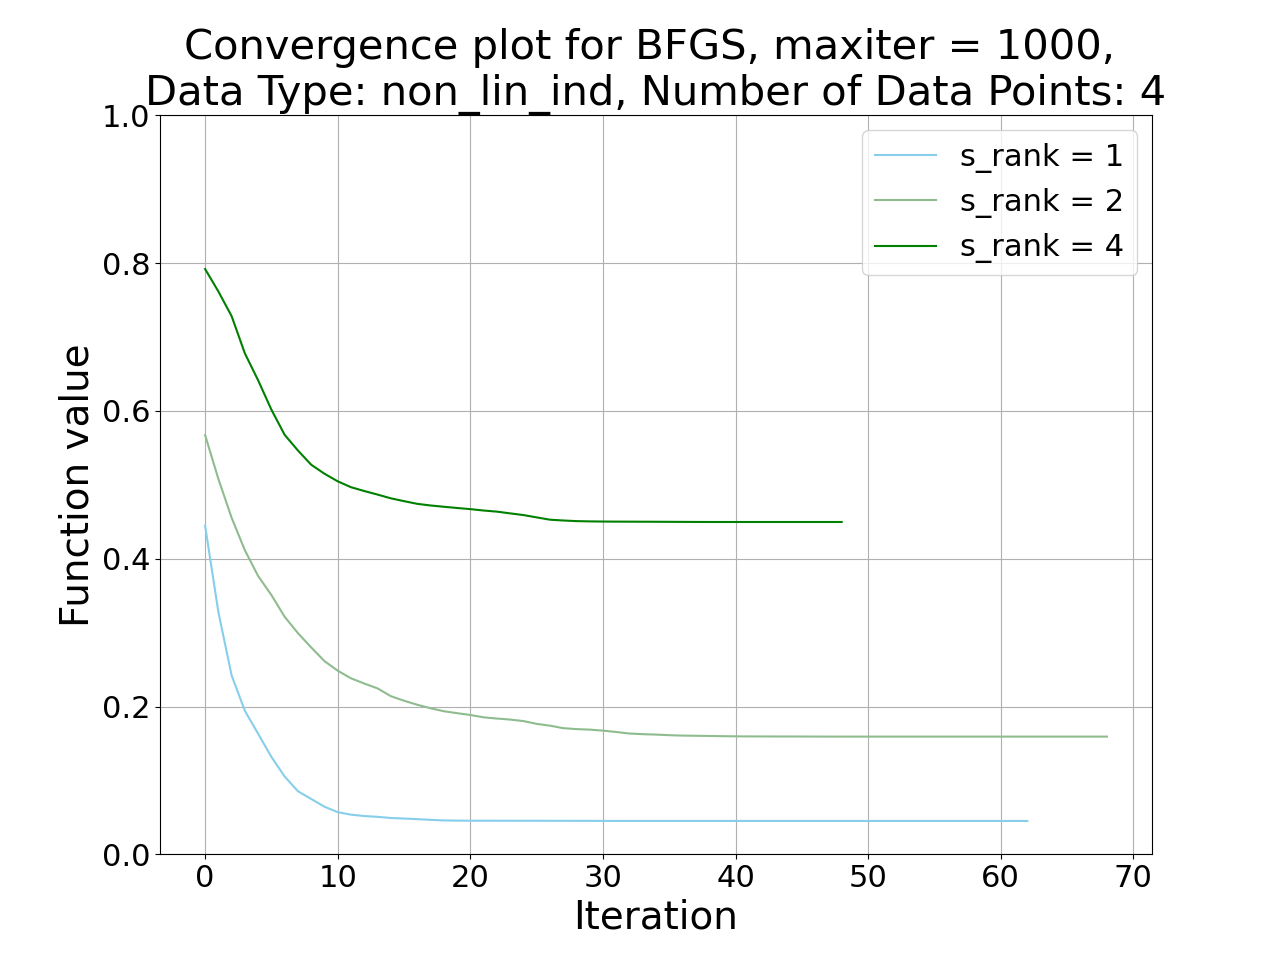 Convergence plot for BFGS, maxiter = 1000,
Data Type: non_lin_ind, Number of Data Points: 4
1.0
0.8
0.6
0.4
0.2
0.0
Function value
s_rank = 1
s_rank = 2
s_rank = 4
0 10 20 30 40 50 60 70
Iteration